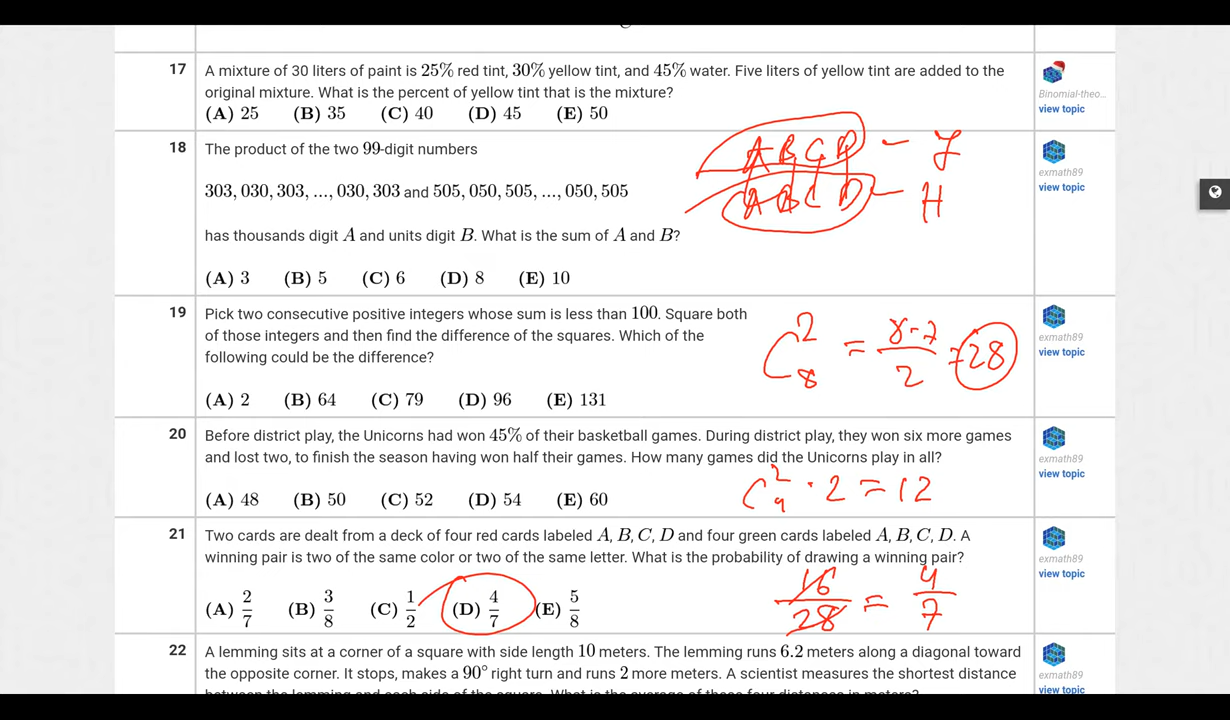 17 A mixture of 30 liters of paint is 25% red tint, 30% yellow tint, and 45% water. Five liters of yellow tint are added to the
original mixture. What is the percent of yellow tint that is the mixture?
(A) 25 (B) 35 (C) 40 (D) 45 (E) 50
Binomial-theo...
view topic
18 The product of the two 99-digit numbers
303, 030, 303, ..., 030, 303 and 505, 050, 505, ..., 050, 505
has thousands digit A and units digit B. What is the sum of A and B?
(A) 3 (B) 5 (C) 6 (D) 8 (E) 10
exmath89
view topic
A B C D –
A B C D – H
19 Pick two consecutive positive integers whose sum is less than 100. Square both
of those integers and then find the difference of the squares. Which of the
following could be the difference?
(A) 2 (B) 64 (C) 79 (D) 96 (E) 131
exmath89
view topic
C 2 8 = 8·7 / 2 = 28
20 Before district play, the Unicorns had won 45% of their basketball games. During district play, they won six more games
and lost two, to finish the season having won half their games. How many games did the Unicorns play in all?
(A) 48 (B) 50 (C) 52 (D) 54 (E) 60
exmath89
view topic
C 2 4 · 2 = 12
21 Two cards are dealt from a deck of four red cards labeled A, B, C, D and four green cards labeled A, B, C, D. A
winning pair is two of the same color or two of the same letter. What is the probability of drawing a winning pair?
(A) 2/7 (B) 3/8 (C) 1/2 (D) 4/7 (E) 5/8
exmath89
view topic
16/28 = 4/7
22 A lemming sits at a corner of a square with side length 10 meters. The lemming runs 6.2 meters along a diagonal toward
the opposite corner. It stops, makes a 90° right turn and runs 2 more meters. A scientist measures the shortest distance
exmath89
view topic